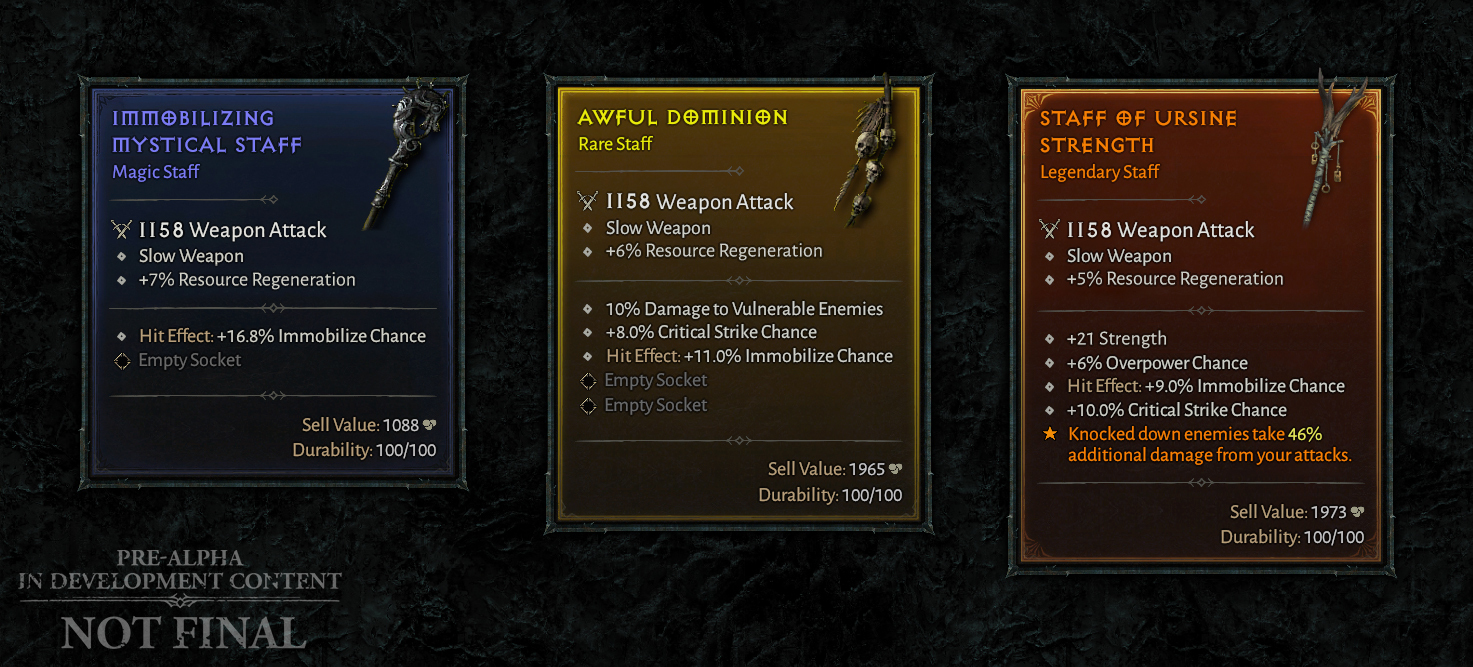 IMMOBILIZING
MYSTICAL STAFF
Magic Staff
1158 Weapon Attack
Slow Weapon
+7% Resource Regeneration
Hit Effect: +16.8% Immobilize Chance
Empty Socket
Sell Value: 1088
Durability: 100/100
AWFUL DOMINION
Rare Staff
1158 Weapon Attack
Slow Weapon
+6% Resource Regeneration
10% Damage to Vulnerable Enemies
+8.0% Critical Strike Chance
Hit Effect: +11.0% Immobilize Chance
Empty Socket
Empty Socket
Sell Value: 1965
Durability: 100/100
STAFF OF URSINE
STRENGTH
Legendary Staff
1158 Weapon Attack
Slow Weapon
+5% Resource Regeneration
+21 Strength
+6% Overpower Chance
Hit Effect: +9.0% Immobilize Chance
+10.0% Critical Strike Chance
Knocked down enemies take 46%
additional damage from your attacks.
Sell Value: 1973
Durability: 100/100
PRE-ALPHA
IN DEVELOPMENT CONTENT
NOT FINAL